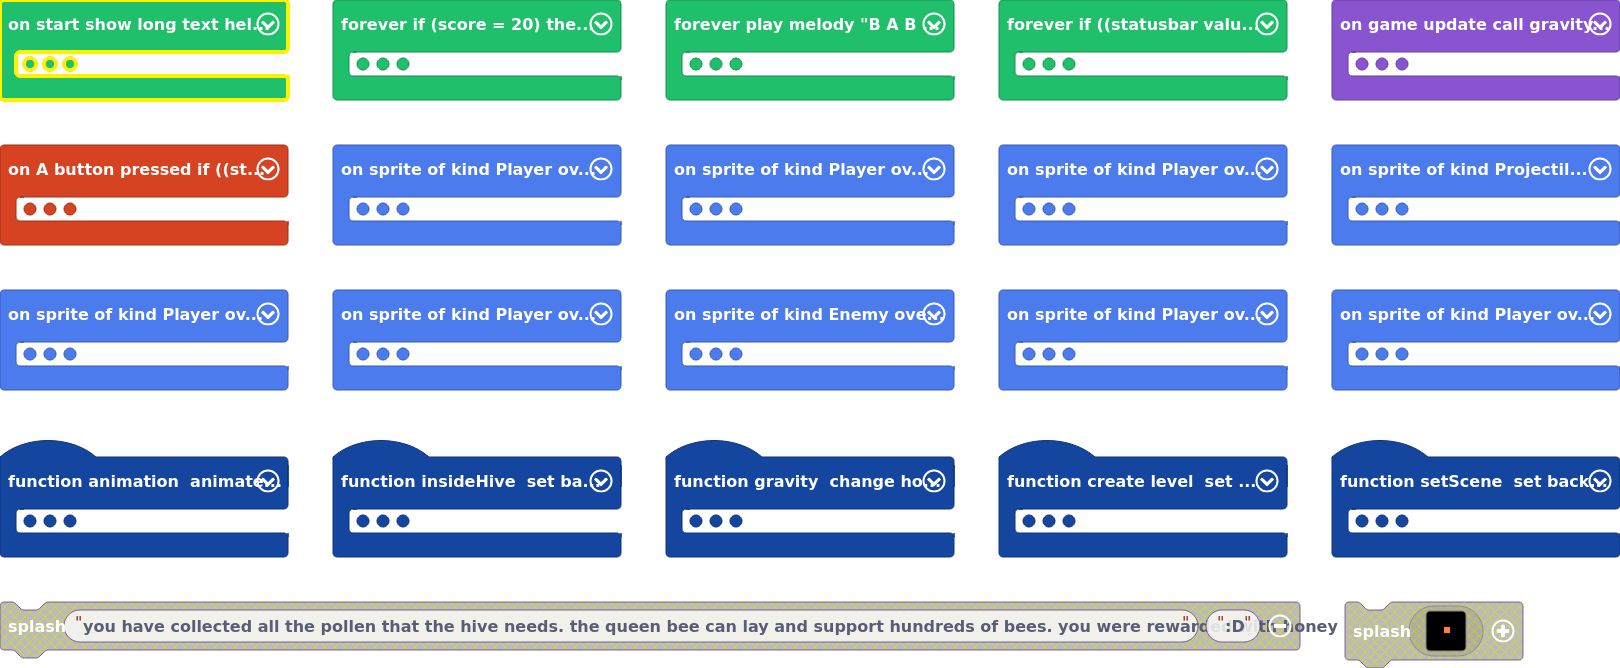 on start show long text hel...
forever if (score = 20) the...
forever play melody "B A B ...
forever if ((statusbar valu...
on game update call gravity...
on A button pressed if ((st...
on sprite of kind Player ov...
on sprite of kind Player ov...
on sprite of kind Player ov...
on sprite of kind Projectil...
on sprite of kind Player ov...
on sprite of kind Player ov...
on sprite of kind Enemy ove...
on sprite of kind Player ov...
on sprite of kind Player ov...
function animation  animate...
function insideHive  set ba...
function gravity  change ho...
function create level  set ...
function setScene  set back...
splash "you have collected all the pollen that the hive needs. the queen bee can lay and support hundreds of bees. you were rewarded with honey" ":D"
splash